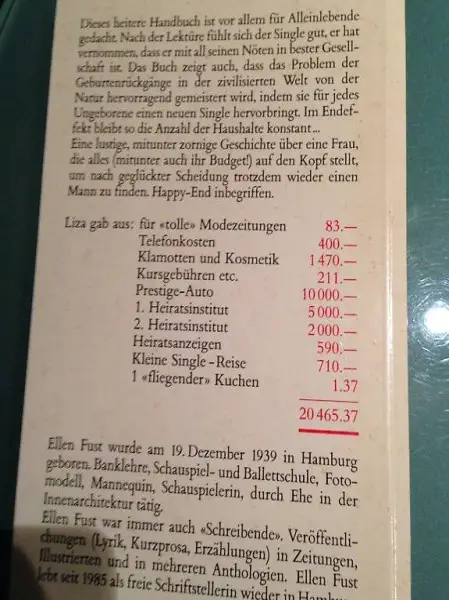 Dieses heitere Handbuch ist vor allem für Alleinlebende
gedacht. Nach der Lektüre fühlt sich der Single gut, er hat
vernommen, dass er mit all seinen Nöten in bester Gesell-
schaft ist. Das Buch zeigt auch, dass das Problem der
Geburtenrückgänge in der zivilisierten Welt von der
Natur hervorragend gemeistert wird, indem sie für jedes
Ungeborene einen neuen Single hervorbringt. Im Endef-
fekt bleibt so die Anzahl der Haushalte konstant ...
Eine lustige, mitunter zornige Geschichte über eine Frau,
die alles (mitunter auch ihr Budget!) auf den Kopf stellt,
um nach geglückter Scheidung trotzdem wieder einen
Mann zu finden. Happy-End inbegriffen.
Liza gab aus: für «tolle» Modezeitungen 83.—
Telefonkosten 400.—
Klamotten und Kosmetik 1 470.—
Kursgebühren etc. 211.—
Prestige-Auto 10 000.—
1. Heiratsinstitut 5 000.—
2. Heiratsinstitut 2 000.—
Heiratsanzeigen 590.—
Kleine Single-Reise 710.—
1 «fliegender» Kuchen 1.37
20 465.37
Ellen Fust wurde am 19. Dezember 1939 in Hamburg
geboren. Banklehre, Schauspiel- und Ballettschule, Foto-
modell, Mannequin, Schauspielerin, durch Ehe in der
Innenarchitektur tätig.
Ellen Fust war immer auch «Schreibende». Veröffentli-
chungen (Lyrik, Kurzprosa, Erzählungen) in Zeitungen,
Illustrierten und in mehreren Anthologien. Ellen Fust
lebt seit 1985 als freie Schriftstellerin wieder in Hamburg